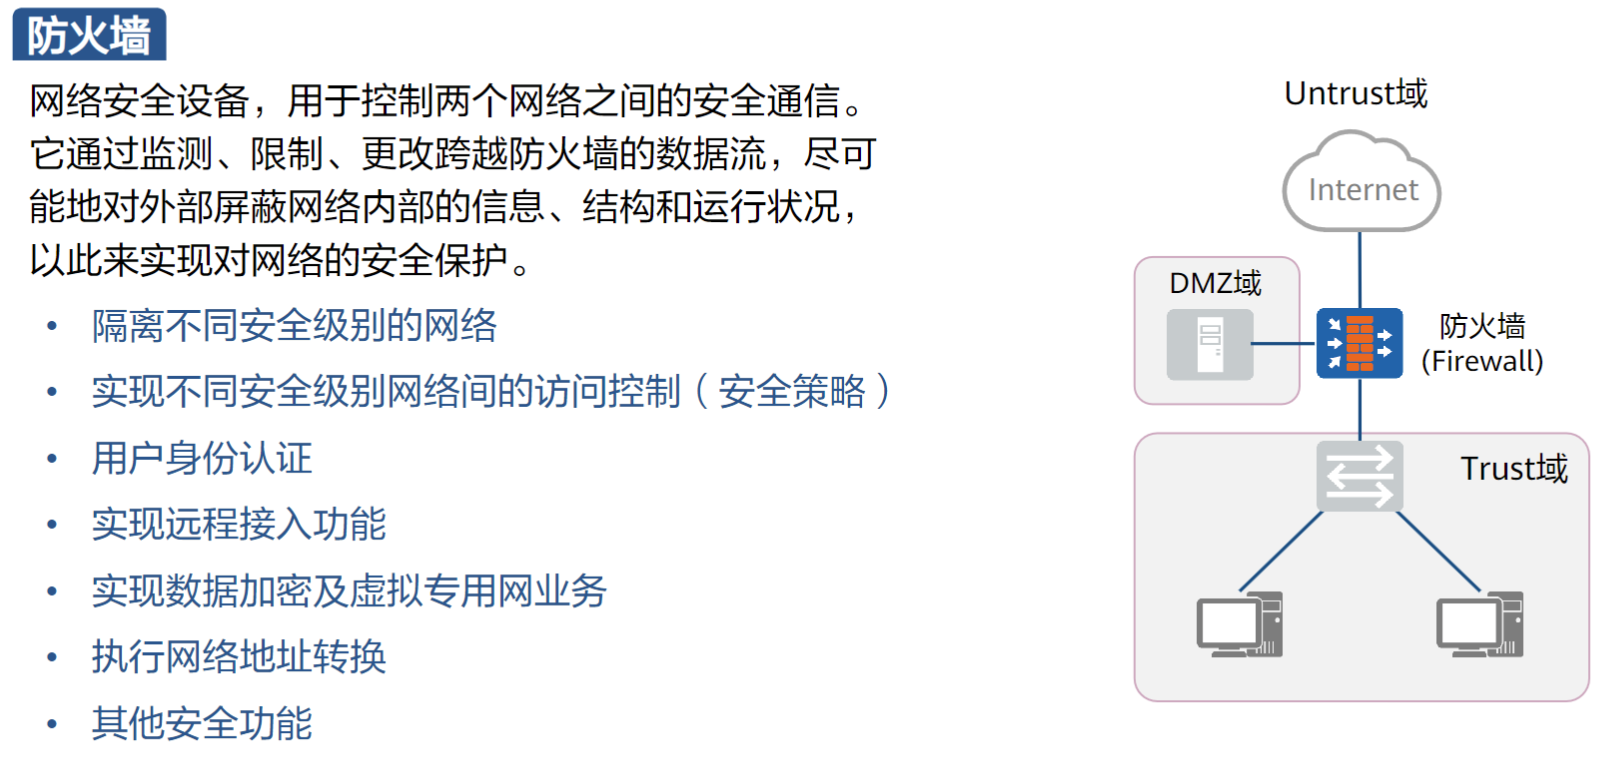 防火墙
网络安全设备，用于控制两个网络之间的安全通信。
它通过监测、限制、更改跨越防火墙的数据流，尽可
能地对外部屏蔽网络内部的信息、结构和运行状况，
以此来实现对网络的安全保护。
• 隔离不同安全级别的网络
• 实现不同安全级别网络间的访问控制（安全策略）
• 用户身份认证
• 实现远程接入功能
• 实现数据加密及虚拟专用网业务
• 执行网络地址转换
• 其他安全功能
Untrust域
Internet
DMZ域
防火墙
(Firewall)
Trust域